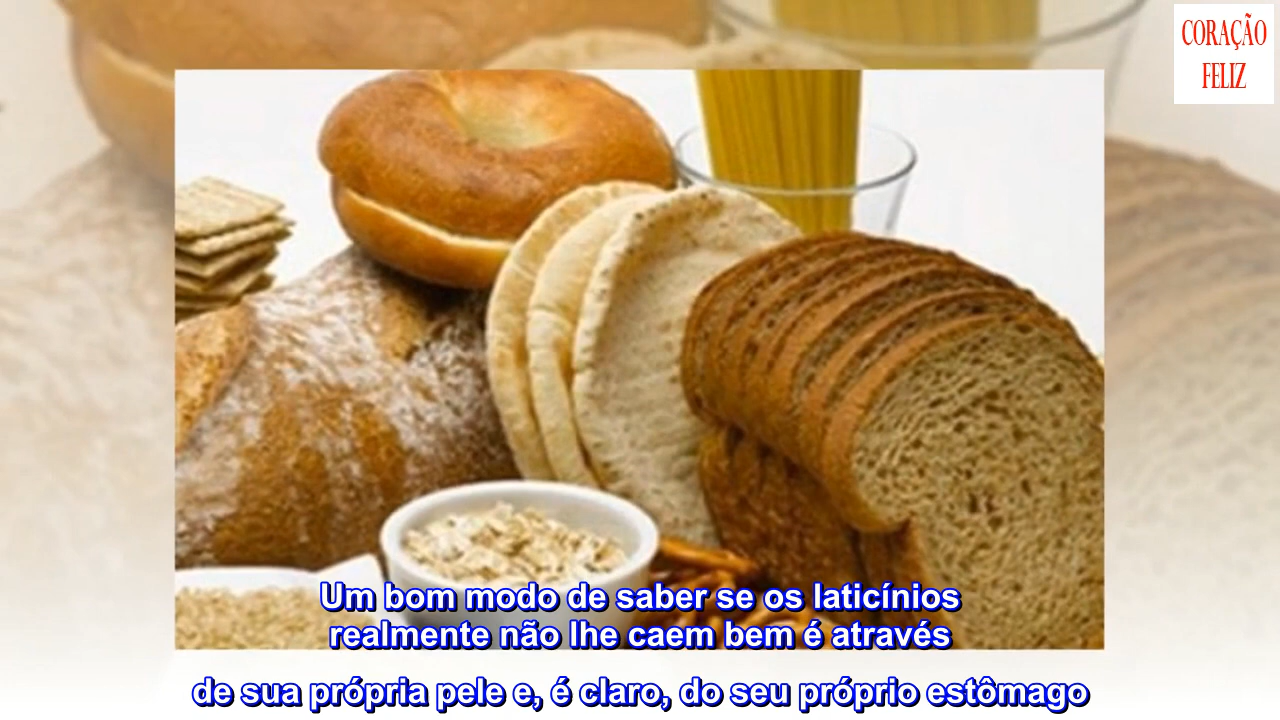 CORAÇÃO
FELIZ
Um bom modo de saber se os laticínios
realmente não lhe caem bem é através
de sua própria pele e, é claro, do seu próprio estômago